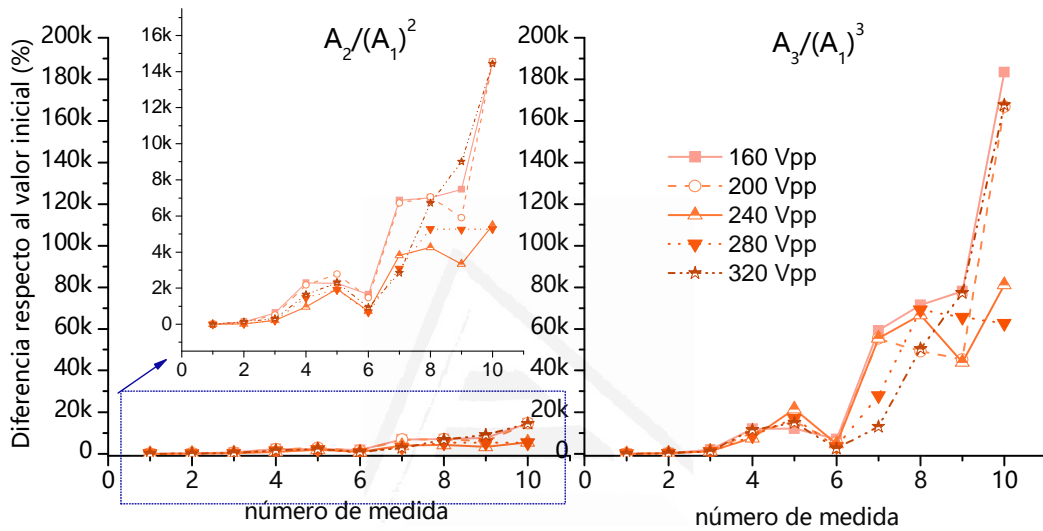 Diferencia respecto al valor inicial (%)
200k
180k
160k
140k
120k
100k
80k
60k
40k
20k
0
0 2 4 6 8 10
número de medida
A2/(A1)^2
16k
14k
12k
10k
8k
6k
4k
2k
0
0 2 4 6 8 10
A3/(A1)^3
200k
180k
160k
140k
120k
100k
80k
60k
40k
20k
0
0 2 4 6 8 10
número de medida
160 Vpp
200 Vpp
240 Vpp
280 Vpp
320 Vpp